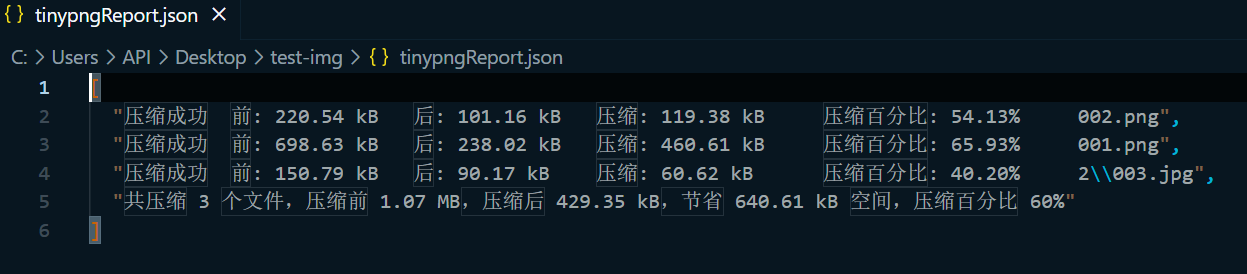 {} tinypngReport.json ×
C: > Users > API > Desktop > test-img > {} tinypngReport.json
1 [
2 "压缩成功 前: 220.54 kB 后: 101.16 kB 压缩: 119.38 kB 压缩百分比: 54.13% 002.png",
3 "压缩成功 前: 698.63 kB 后: 238.02 kB 压缩: 460.61 kB 压缩百分比: 65.93% 001.png",
4 "压缩成功 前: 150.79 kB 后: 90.17 kB 压缩: 60.62 kB 压缩百分比: 40.20% 2\\003.jpg",
5 "共压缩 3 个文件，压缩前 1.07 MB，压缩后 429.35 kB，节省 640.61 kB 空间，压缩百分比 60%"
6 ]